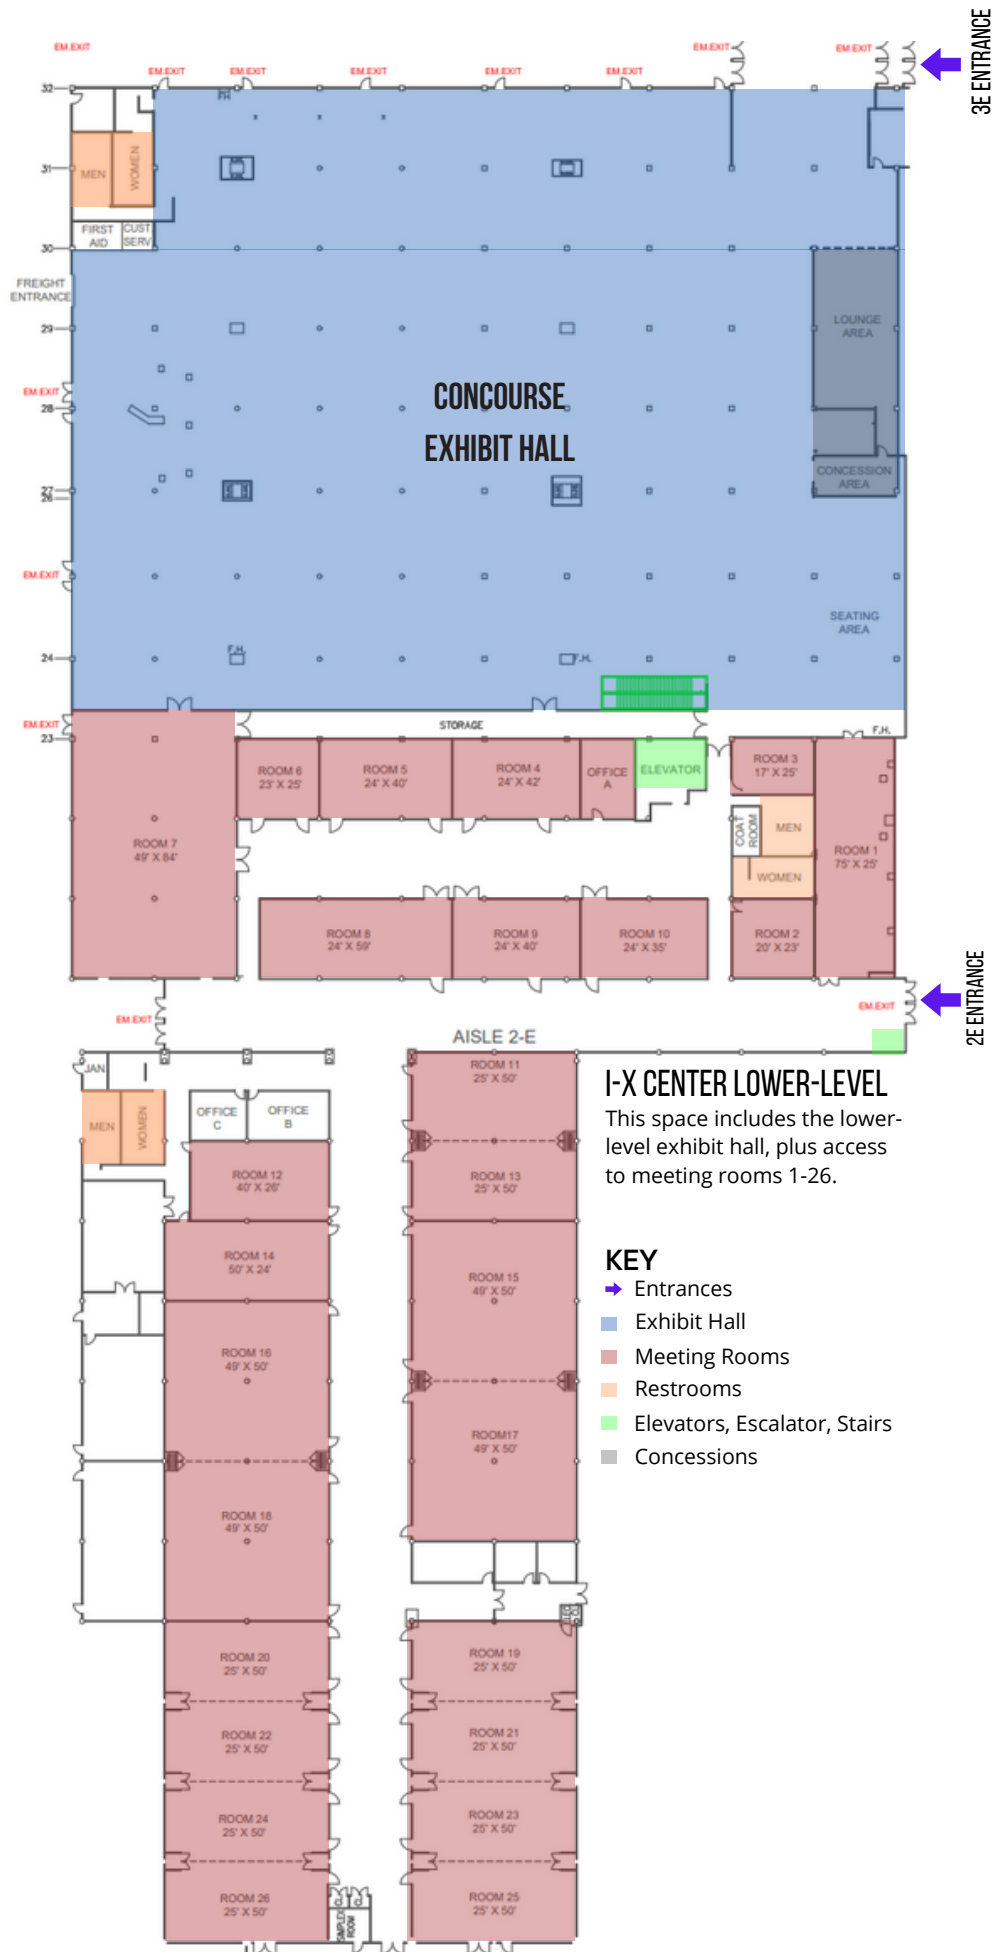 EM.EXIT
EM.EXIT
EM.EXIT
EM.EXIT
EM.EXIT
EM.EXIT
EM.EXIT
EM.EXIT
3E ENTRANCE
32
F.H.
31
MEN
WOMEN
FIRST
AID
CUST
SERV
30
FREIGHT
ENTRANCE
29
LOUNGE
AREA
EM.EXIT
28
CONCOURSE
EXHIBIT HALL
CONCESSION
AREA
27
26
EM.EXIT
SEATING
AREA
24
F.H.
F.H.
EM.EXIT
23
STORAGE
F.H.
ROOM 6
23' X 25'
ROOM 5
24' X 40'
ROOM 4
24' X 42'
OFFICE
A
ELEVATOR
ROOM 3
17' X 25'
COAT
ROOM
MEN
WOMEN
ROOM 1
75' X 25'
ROOM 7
49' X 84'
ROOM 8
24' X 59'
ROOM 9
24' X 40'
ROOM 10
24' X 35'
ROOM 2
20' X 23'
2E ENTRANCE
EM.EXIT
EM.EXIT
AISLE 2-E
JAN
MEN
WOMEN
OFFICE
C
OFFICE
B
ROOM 11
25' X 50'
I-X CENTER LOWER-LEVEL
This space includes the lower-
level exhibit hall, plus access
to meeting rooms 1-26.
ROOM 12
40' X 26'
ROOM 13
25' X 50'
ROOM 14
50' X 24'
ROOM 15
49' X 50'
KEY
Entrances
Exhibit Hall
Meeting Rooms
Restrooms
Elevators, Escalator, Stairs
Concessions
ROOM 16
49' X 50'
ROOM17
49' X 50'
ROOM 18
49' X 50'
ROOM 20
25' X 50'
ROOM 19
25' X 50'
ROOM 22
25' X 50'
ROOM 21
25' X 50'
ROOM 24
25' X 50'
ROOM 23
25' X 50'
ROOM 26
25' X 50'
ROOM 25
25' X 50'
SIMPLEX
ROOM